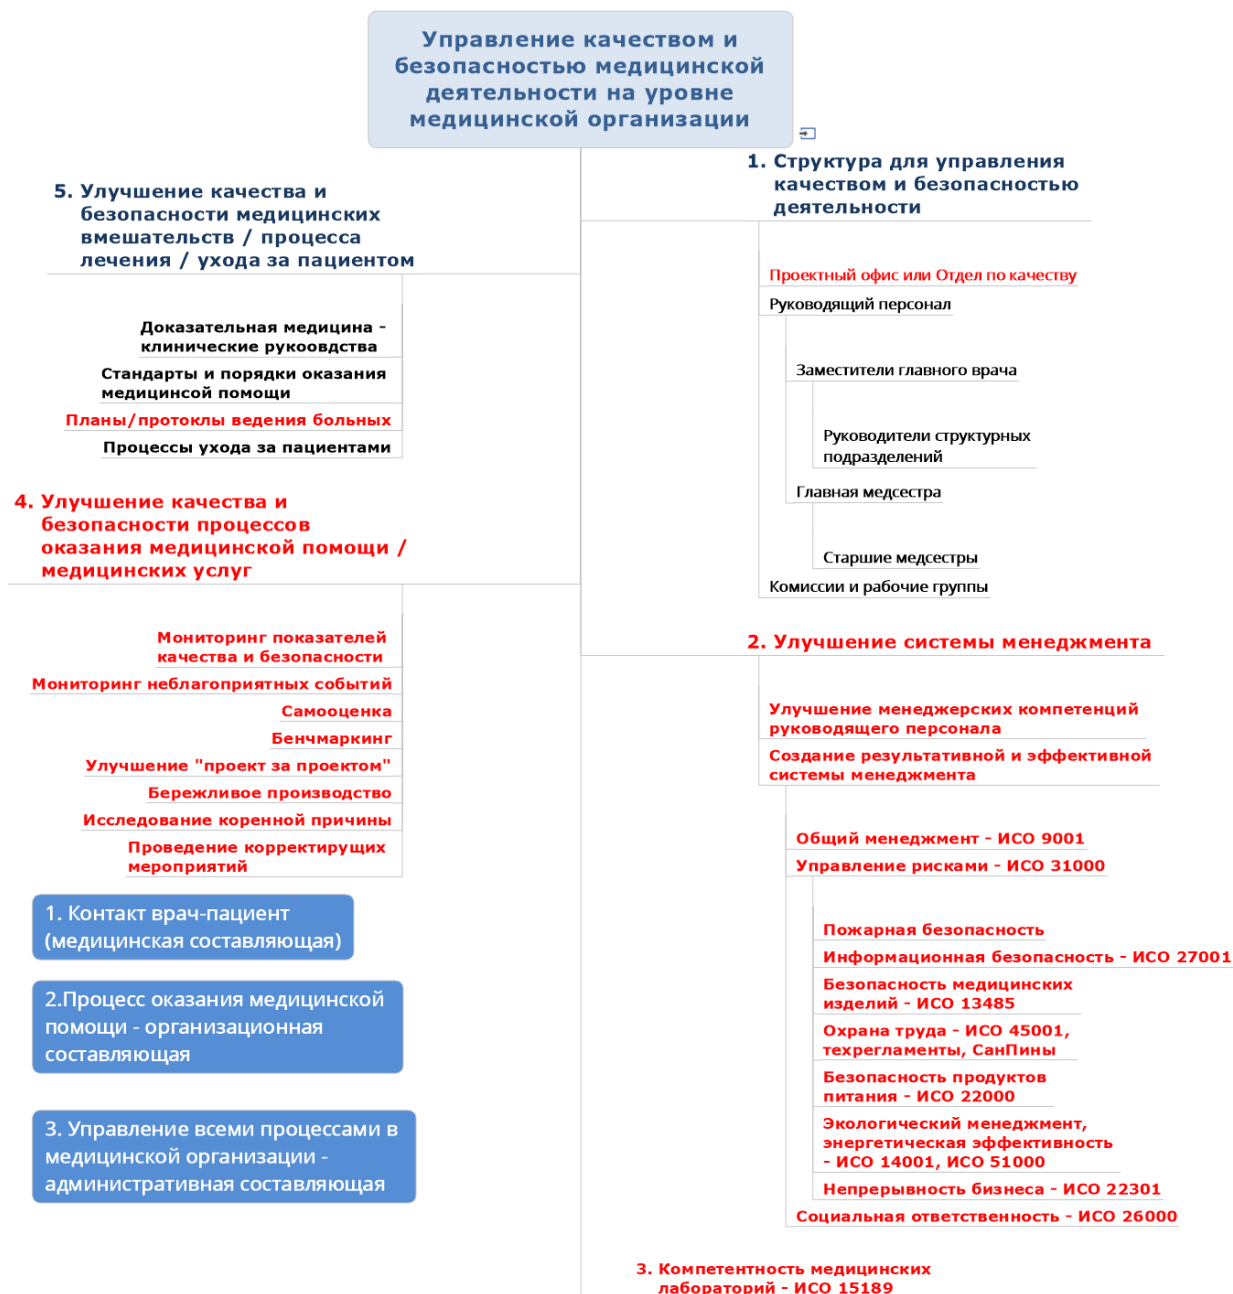 Управление качеством и
безопасностью медицинской
деятельности на уровне
медицинской организации
1. Структура для управления
качеством и безопасностью
деятельности
Проектный офис или Отдел по качеству
Руководящий персонал
Заместители главного врача
Руководители структурных
подразделений
Главная медсестра
Старшие медсестры
Комиссии и рабочие группы
2. Улучшение системы менеджмента
Улучшение менеджерских компетенций
руководящего персонала
Создание результативной и эффективной
системы менеджмента
Общий менеджмент - ИСО 9001
Управление рисками - ИСО 31000
Пожарная безопасность
Информационная безопасность - ИСО 27001
Безопасность медицинских
изделий - ИСО 13485
Охрана труда - ИСО 45001,
техрегламенты, СанПины
Безопасность продуктов
питания - ИСО 22000
Экологический менеджмент,
энергетическая эффективность
- ИСО 14001, ИСО 51000
Непрерывность бизнеса - ИСО 22301
Социальная ответственность - ИСО 26000
3. Компетентность медицинских
лабораторий - ИСО 15189
5. Улучшение качества и
безопасности медицинских
вмешательств / процесса
лечения / ухода за пациентом
Доказательная медицина -
клинические рукоовдства
Стандарты и порядки оказания
медицинсой помощи
Планы/протоклы ведения больных
Процессы ухода за пациентами
4. Улучшение качества и
безопасности процессов
оказания медицинской помощи /
медицинских услуг
Мониторинг показателей
качества и безопасности
Мониторинг неблагоприятных событий
Самооценка
Бенчмаркинг
Улучшение "проект за проектом"
Бережливое производство
Исследование коренной причины
Проведение корректирущих
мероприятий
1. Контакт врач-пациент
(медицинская составляющая)
2.Процесс оказания медицинской
помощи - организационная
составляющая
3. Управление всеми процессами в
медицинской организации -
административная составляющая